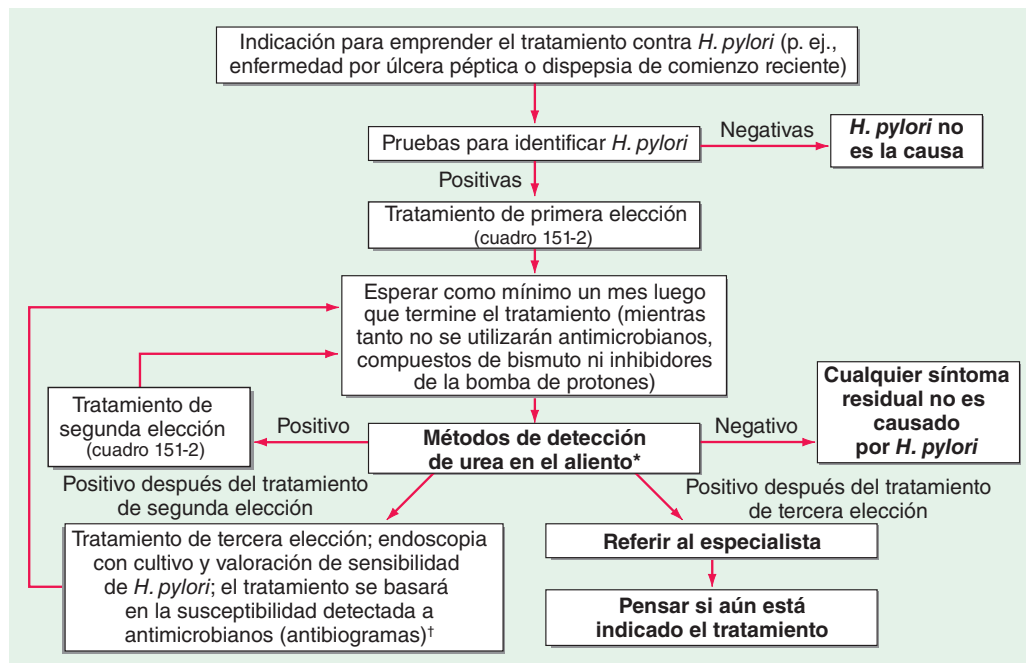 Indicación para emprender el tratamiento contra H. pylori (p. ej.,
enfermedad por úlcera péptica o dispepsia de comienzo reciente)
Pruebas para identificar H. pylori
Negativas
H. pylori no
es la causa
Positivas
Tratamiento de primera elección
(cuadro 151-2)
Esperar como mínimo un mes luego
que termine el tratamiento (mientras
tanto no se utilizarán antimicrobianos,
compuestos de bismuto ni inhibidores
de la bomba de protones)
Tratamiento de
segunda elección
(cuadro 151-2)
Positivo
Métodos de detección
de urea en el aliento*
Negativo
Cualquier síntoma
residual no es
causado
por H. pylori
Positivo después del tratamiento
de segunda elección
Positivo después del tratamiento
de tercera elección
Tratamiento de tercera elección; endoscopia
con cultivo y valoración de sensibilidad
de H. pylori; el tratamiento se basará
en la susceptibilidad detectada a
antimicrobianos (antibiogramas)†
Referir al especialista
Pensar si aún está
indicado el tratamiento